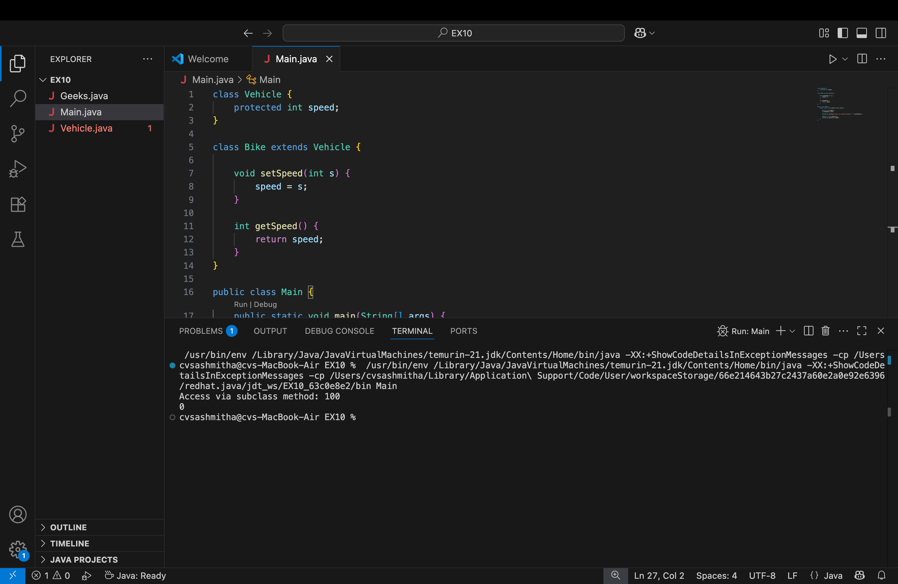 EX10
EXPLORER
EX10
Geeks.java
Main.java
Vehicle.java 1
Welcome
Main.java
Main.java > Main
1 class Vehicle {
2 protected int speed;
3 }
4
5 class Bike extends Vehicle {
6
7 void setSpeed(int s) {
8 speed = s;
9 }
10
11 int getSpeed() {
12 return speed;
13 }
14 }
15
16 public class Main {
Run | Debug
17 public static void main(String[] args) {
PROBLEMS 1 OUTPUT DEBUG CONSOLE TERMINAL PORTS
Run: Main
/usr/bin/env /Library/Java/JavaVirtualMachines/temurin-21.jdk/Contents/Home/bin/java -XX:+ShowCodeDetailsInExceptionMessages -cp /Users
cvsashmitha@cvs-MacBook-Air EX10 % /usr/bin/env /Library/Java/JavaVirtualMachines/temurin-21.jdk/Contents/Home/bin/java -XX:+ShowCodeDe
tailsInExceptionMessages -cp /Users/cvsashmitha/Library/Application\ Support/Code/User/workspaceStorage/66e214643b27c2437a60e2a0e92e6396
/redhat.java/jdt_ws/EX10_63c0e8e2/bin Main
Access via subclass method: 100
0
cvsashmitha@cvs-MacBook-Air EX10 %
OUTLINE
TIMELINE
JAVA PROJECTS
1
1 0 Java: Ready
Ln 27, Col 2 Spaces: 4 UTF-8 LF {} Java